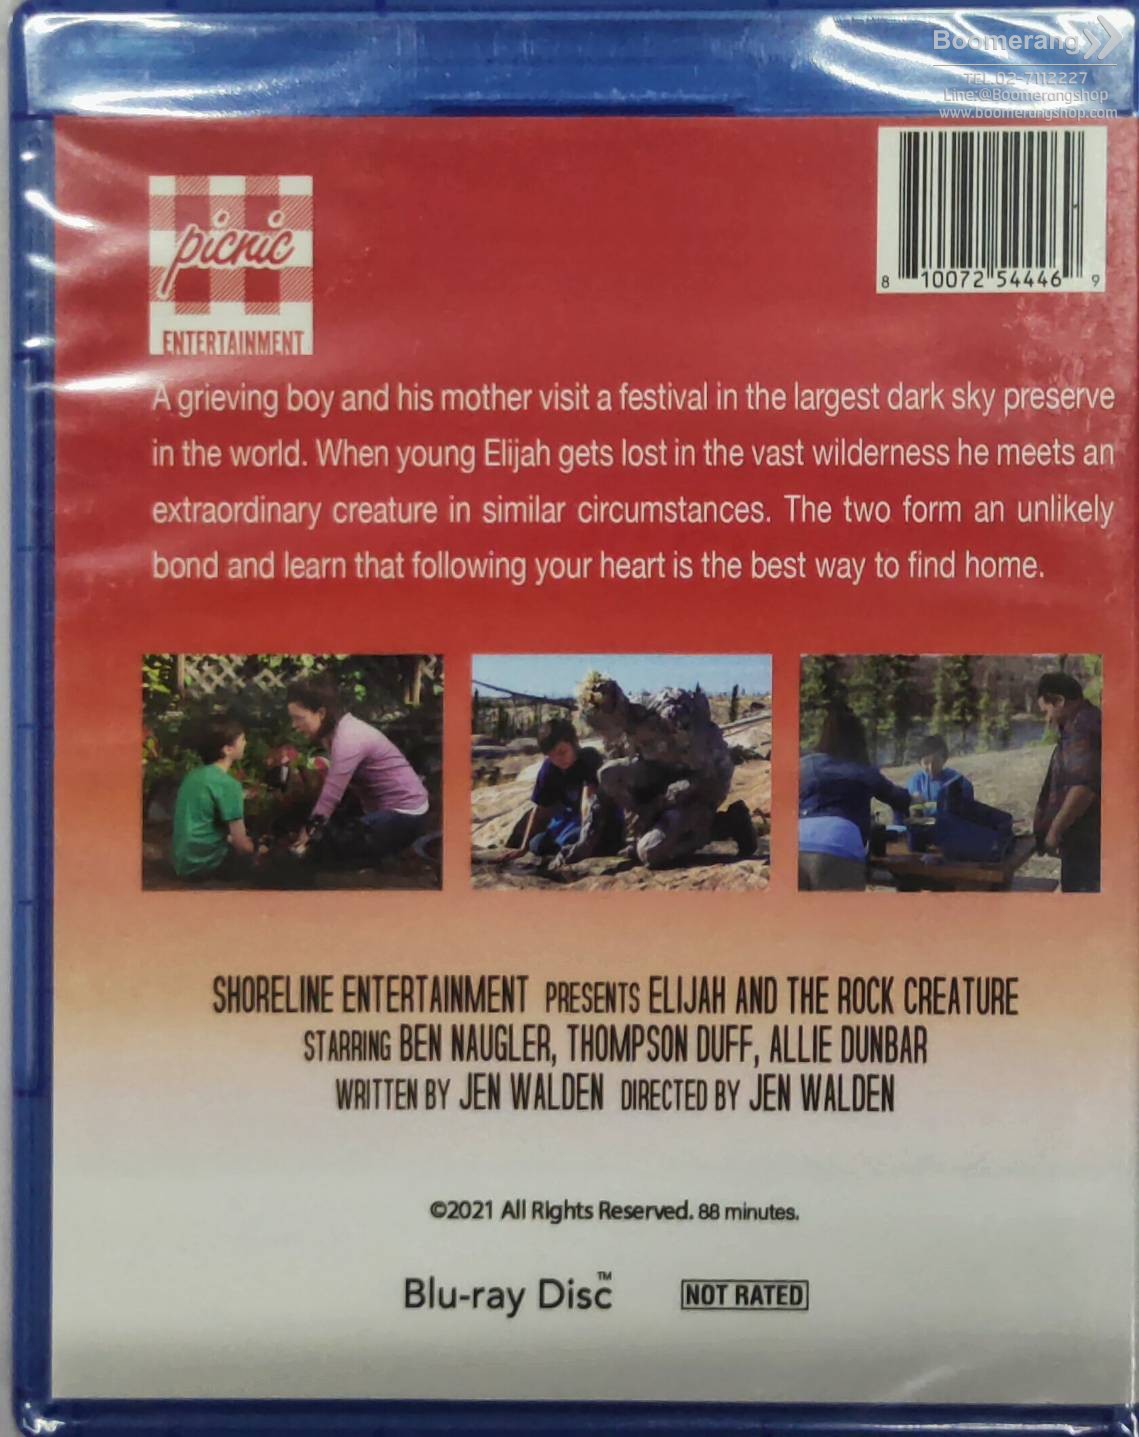 Boomerang
TEL.02-7112227
Line:@Boomerangshop
www.boomerangshop.com
picnic
ENTERTAINMENT
8 10072 54446 9
A grieving boy and his mother visit a festival in the largest dark sky preserve
in the world. When young Elijah gets lost in the vast wilderness he meets an
extraordinary creature in similar circumstances. The two form an unlikely
bond and learn that following your heart is the best way to find home.
SHORELINE ENTERTAINMENT PRESENTS ELIJAH AND THE ROCK CREATURE
STARRING BEN NAUGLER, THOMPSON DUFF, ALLIE DUNBAR
WRITTEN BY JEN WALDEN DIRECTED BY JEN WALDEN
©2021 All Rights Reserved. 88 minutes.
Blu-ray Disc™ NOT RATED